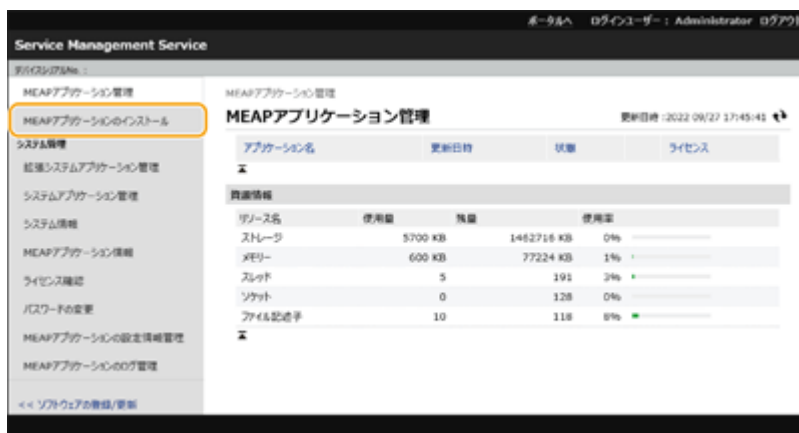 ポータルへ ログインユーザー : Administrator ログアウト
Service Management Service
デバイスシリアルNo. :
MEAPアプリケーション管理
MEAPアプリケーションのインストール
システム管理
拡張システムアプリケーション管理
システムアプリケーション管理
システム情報
MEAPアプリケーション情報
ライセンス確認
パスワードの変更
MEAPアプリケーションの設定情報管理
MEAPアプリケーションのログ管理
<< ソフトウェアの登録/更新
MEAPアプリケーション管理
MEAPアプリケーション管理 更新日時 :2022 09/27 17:45:41
アプリケーション名 更新日時 状態 ライセンス
資源情報
リソース名 使用量 残量 使用率
ストレージ 5700 KB 1462716 KB 0%
メモリー 600 KB 77224 KB 1%
スレッド 5 191 3%
ソケット 0 128 0%
ファイル記述子 10 118 8%